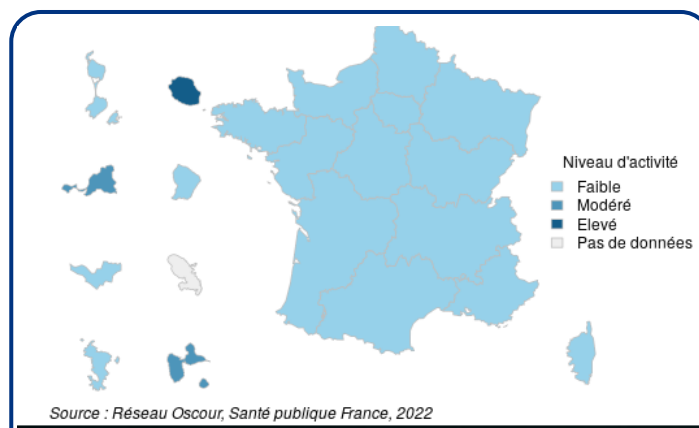 Niveau d'activité
Faible
Modéré
Elevé
Pas de données
Source : Réseau Oscour, Santé publique France, 2022